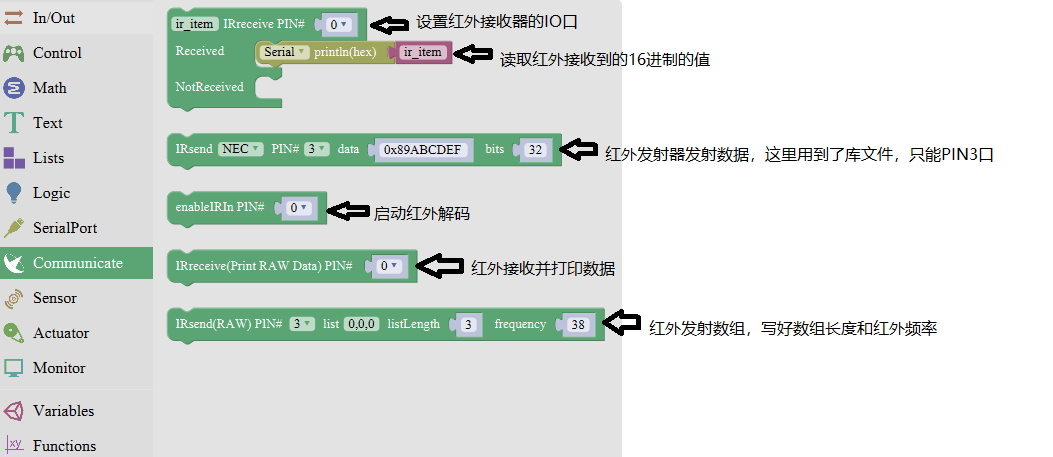 In/Out
Control
Math
Text
Lists
Logic
SerialPort
Communicate
Sensor
Actuator
Monitor
Variables
xy Functions
ir_item IRreceive PIN# 0 设置红外接收器的IO口
Received Serial println(hex) ir_item 读取红外接收到的16进制的值
NotReceived
IRsend NEC PIN# 3 data 0x89ABCDEF bits 32 红外发射器发射数据，这里用到了库文件，只能PIN3口
enableIRIn PIN# 0 启动红外解码
IRreceive(Print RAW Data) PIN# 0 红外接收并打印数据
IRsend(RAW) PIN# 3 list 0,0,0 listLength 3 frequency 38 红外发射数组，写好数组长度和红外频率